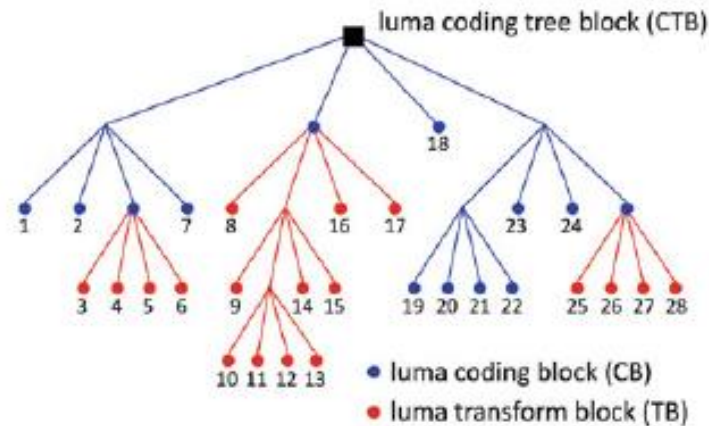 luma coding tree block (CTB)
18
1 2 7 8 16 17 23 24
3 4 5 6 9 14 15 19 20 21 22 25 26 27 28
10 11 12 13
luma coding block (CB)
luma transform block (TB)